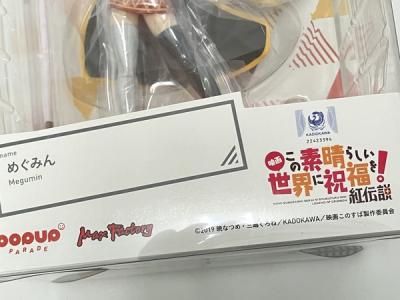 name
めぐみん
Megumin
KADOKAWA
22423394
映画
この素晴らしい
世界に祝福を!
紅伝説
POPUP
PARADE
Max Factory
©2019 暁なつめ・三嶋くろね/KADOKAWA/映画このすば製作委員会